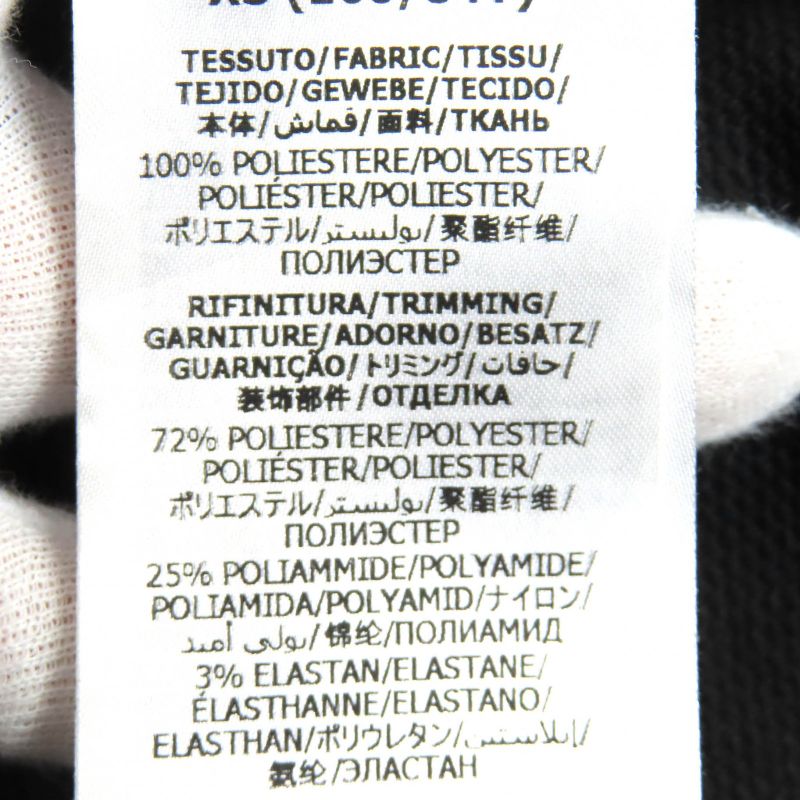 TESSUTO/FABRIC/TISSU/
TEJIDO/GEWEBE/TECIDO/
本体/قماش/面料/ТКАНЬ
100% POLIESTERE/POLYESTER/
POLIÉSTER/POLIESTER/
ポリエステル/بوليستر/聚酯纤维/
ПОЛИЭСТЕР
RIFINITURA/TRIMMING/
GARNITURE/ADORNO/BESATZ/
GUARNIÇÃO/トリミング/حافات/
装饰部件/ОТДЕЛКА
72% POLIESTERE/POLYESTER/
POLIÉSTER/POLIESTER/
ポリエステル/بوليستر/聚酯纤维/
ПОЛИЭСТЕР
25% POLIAMMIDE/POLYAMIDE/
POLIAMIDA/POLYAMID/ナイロン/
بولي أميد/锦纶/ПОЛИАМИД
3% ELASTAN/ELASTANE/
ÉLASTHANNE/ELASTANO/
ELASTHAN/ポリウレタン/إيلاستين/
氨纶/ЭЛАСТАН